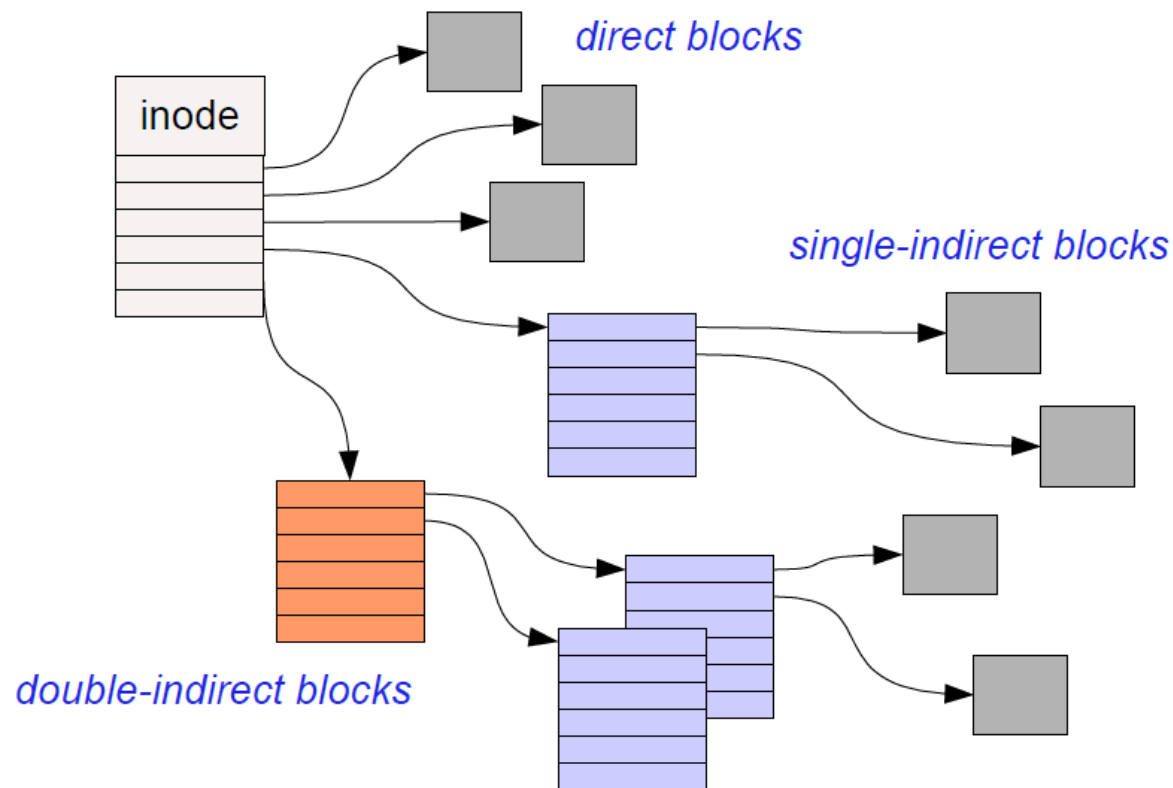 direct blocks
inode
single-indirect blocks
double-indirect blocks